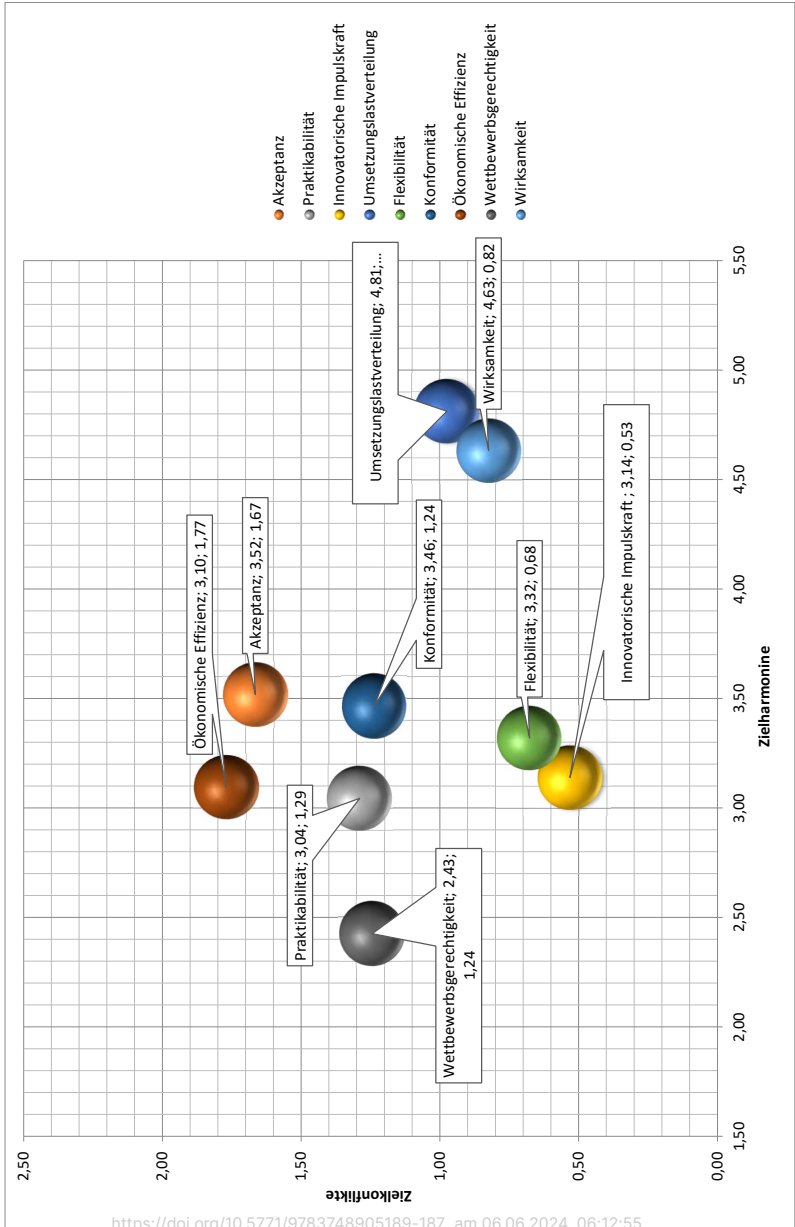 2,50
2,00
1,50
1,00
0,50
0,00
Zielkonflikte
1,50
2,00
2,50
3,00
3,50
4,00
4,50
5,00
5,50
Zielharmonine
Ökonomische Effizienz; 3,10; 1,77
Akzeptanz; 3,52; 1,67
Praktikabilität; 3,04; 1,29
Konformität; 3,46; 1,24
Wettbewerbsgerechtigkeit; 2,43;
1,24
Umsetzungslastverteilung; 4,81;...
Wirksamkeit; 4,63; 0,82
Flexibilität; 3,32; 0,68
Innovatorische Impulskraft ; 3,14; 0,53
Akzeptanz
Praktikabilität
Innovatorische Impulskraft
Umsetzungslastverteilung
Flexibilität
Konformität
Ökonomische Effizienz
Wettbewerbsgerechtigkeit
Wirksamkeit
https://doi.org/10.5771/9783748905189-187, am 06.06.2024, 06:12:55